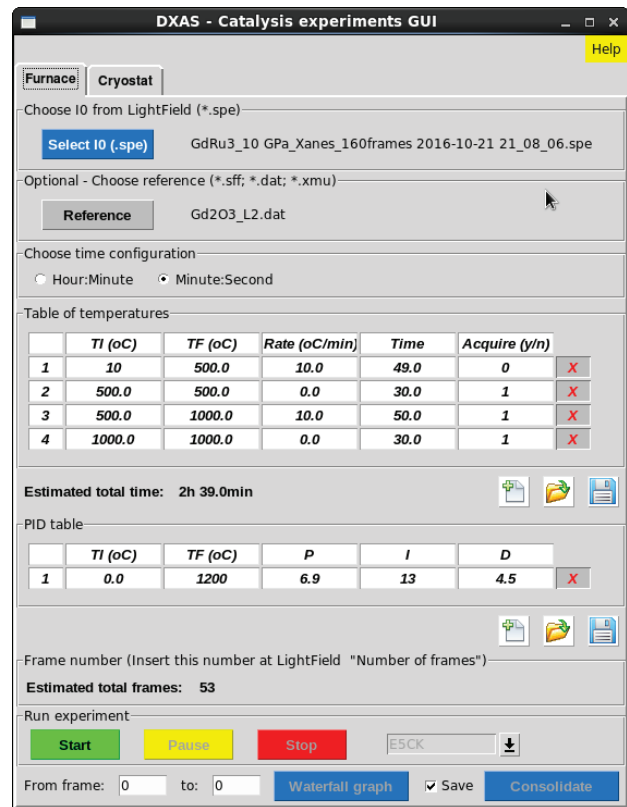 DXAS - Catalysis experiments GUI
Help
Furnace Cryostat
Choose I0 from LightField (*.spe)
Select I0 (.spe) GdRu3_10 GPa_Xanes_160frames 2016-10-21 21_08_06.spe
Optional - Choose reference (*.sff; *.dat; *.xmu)
Reference Gd2O3_L2.dat
Choose time configuration
Hour:Minute Minute:Second
Table of temperatures
TI (oC) TF (oC) Rate (oC/min) Time Acquire (y/n)
1 10 500.0 10.0 49.0 0 X
2 500.0 500.0 0.0 30.0 1 X
3 500.0 1000.0 10.0 50.0 1 X
4 1000.0 1000.0 0.0 30.0 1 X
Estimated total time: 2h 39.0min
PID table
TI (oC) TF (oC) P I D
1 0.0 1200 6.9 13 4.5 X
Frame number (Insert this number at LightField "Number of frames")
Estimated total frames: 53
Run experiment
Start Pause Stop E5CK
From frame: 0 to: 0 Waterfall graph Save Consolidate